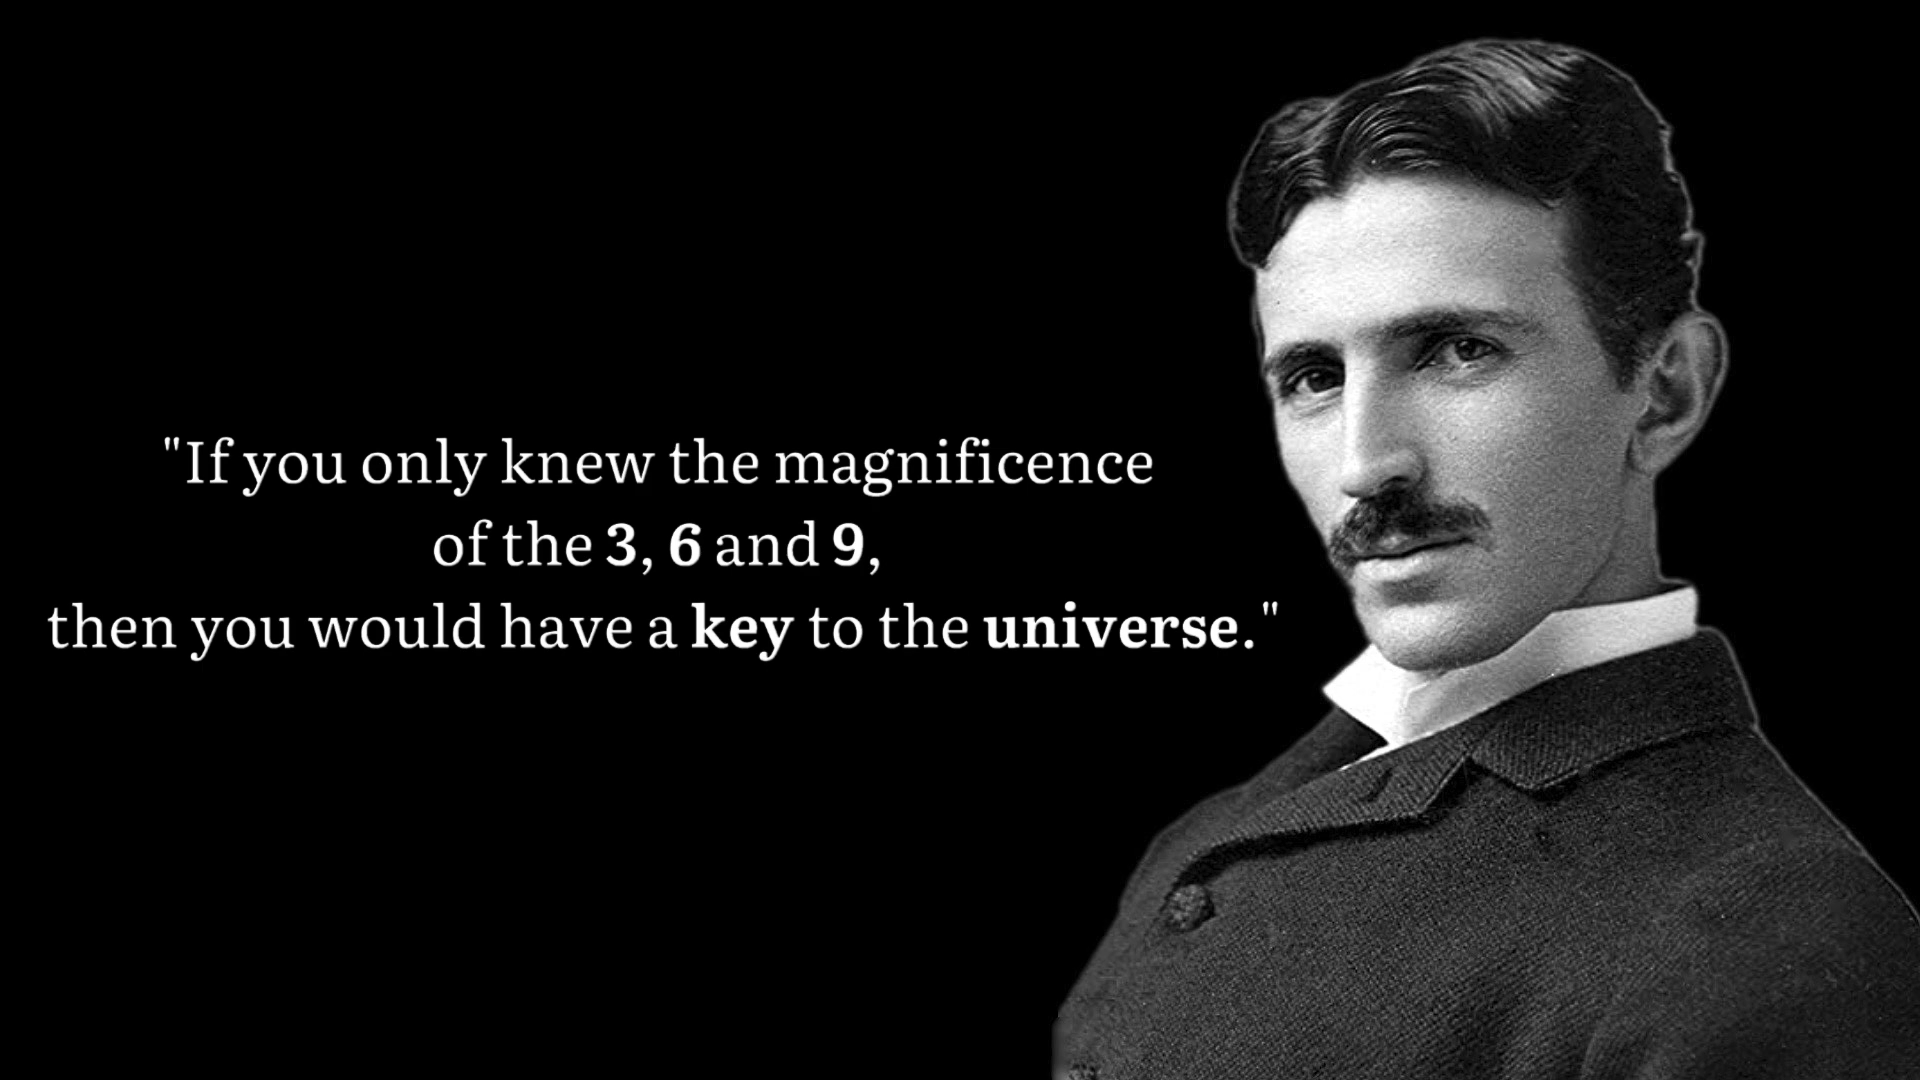 "If you only knew the magnificence
of the 3, 6 and 9,
then you would have a key to the universe."